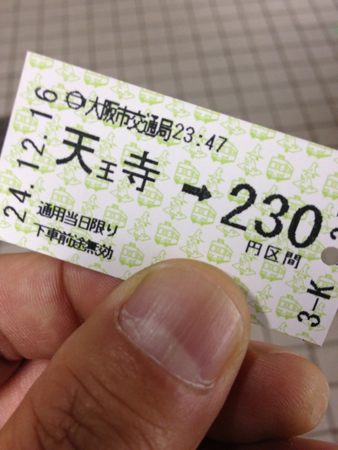 大阪市交通局23:47
天王寺→230
円区間
通用当日限り
下車前途無効
24.12.16
3-K